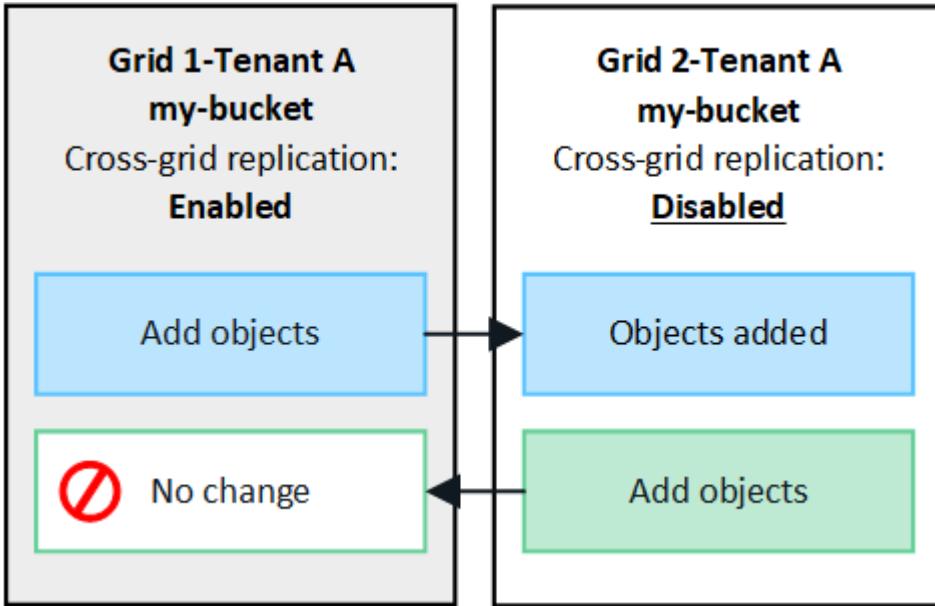 Grid 1-Tenant A
my-bucket
Cross-grid replication:
Enabled
Add objects
No change
Grid 2-Tenant A
my-bucket
Cross-grid replication:
Disabled
Objects added
Add objects